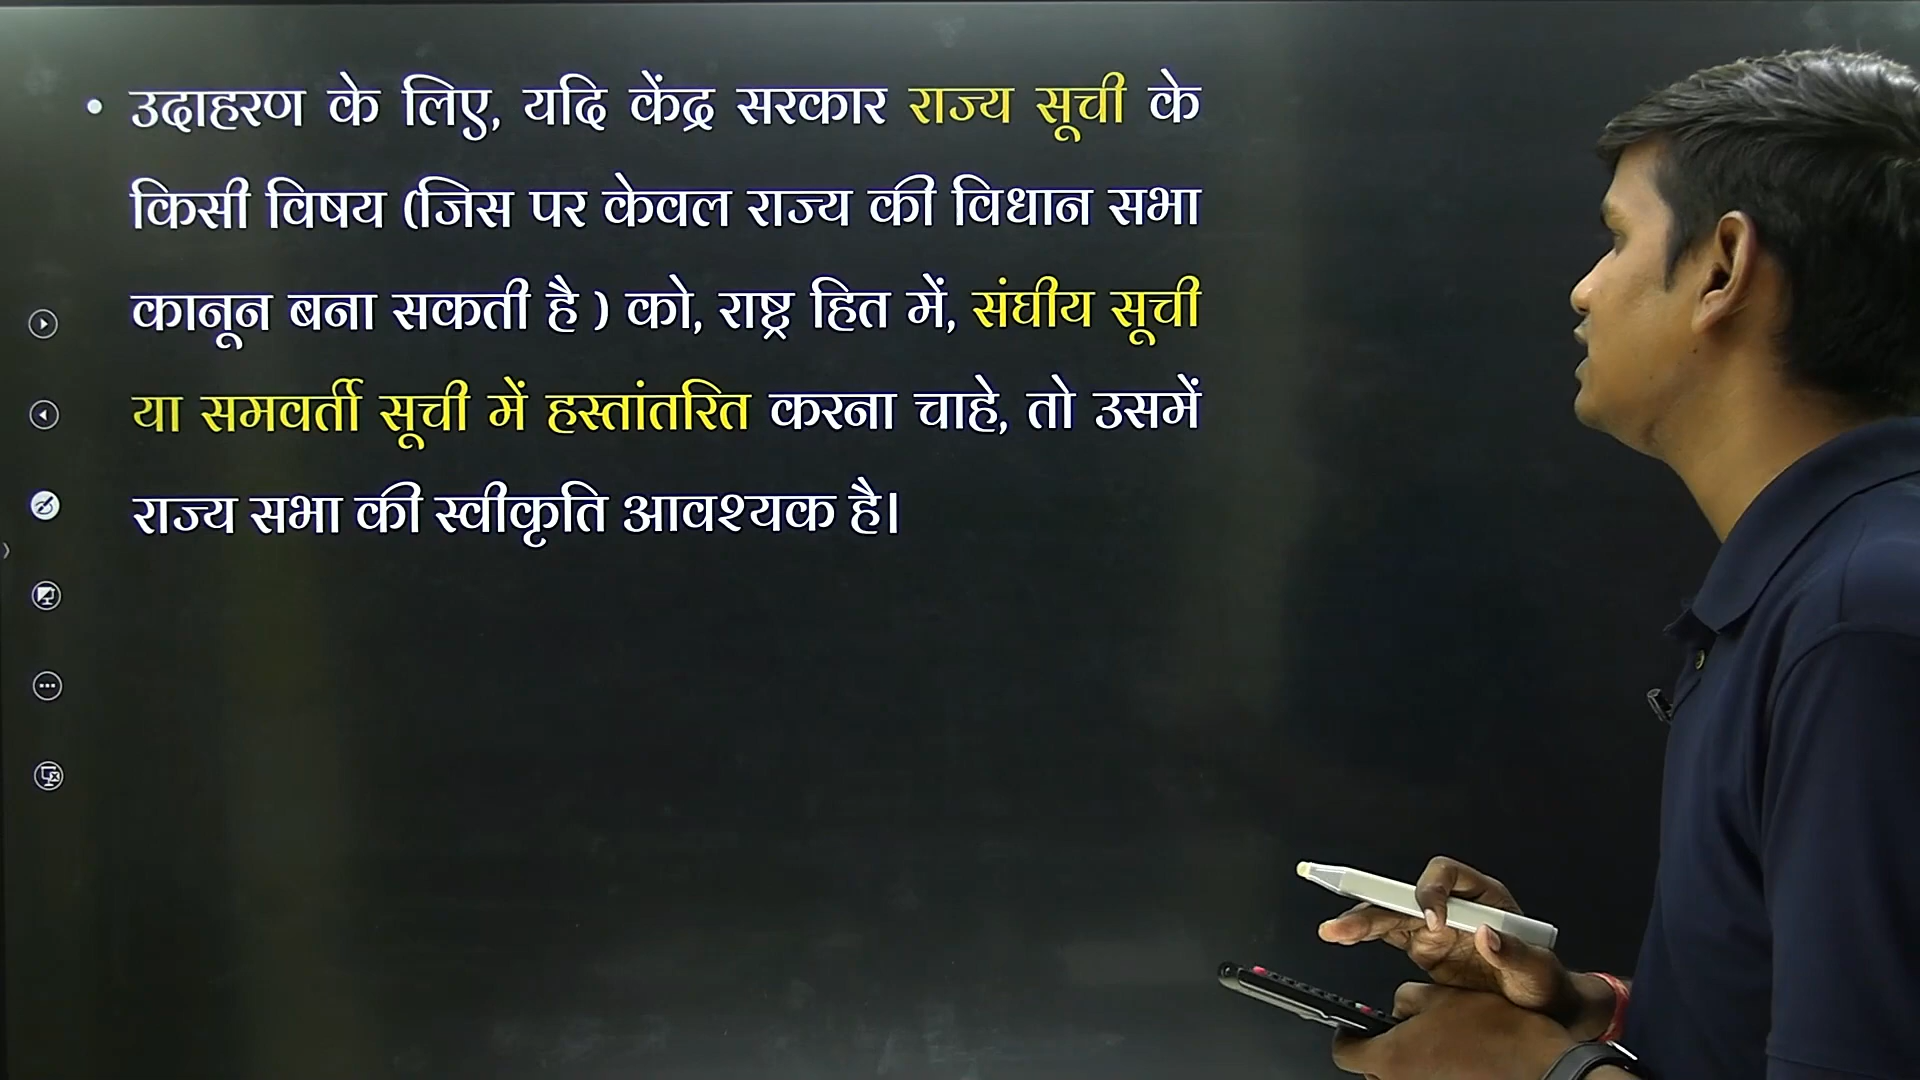 • उदाहरण के लिए, यदि केंद्र सरकार राज्य सूची के
किसी विषय (जिस पर केवल राज्य की विधान सभा
कानून बना सकती है ) को, राष्ट्र हित में, संघीय सूची
या समवर्ती सूची में हस्तांतरित करना चाहे, तो उसमें
राज्य सभा की स्वीकृति आवश्यक है।